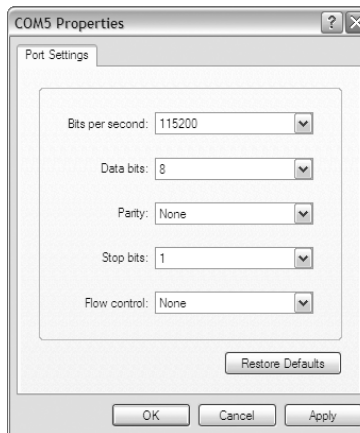 COM5 Properties
Port Settings
Bits per second: 115200
Data bits: 8
Parity: None
Stop bits: 1
Flow control: None
Restore Defaults
OK Cancel Apply